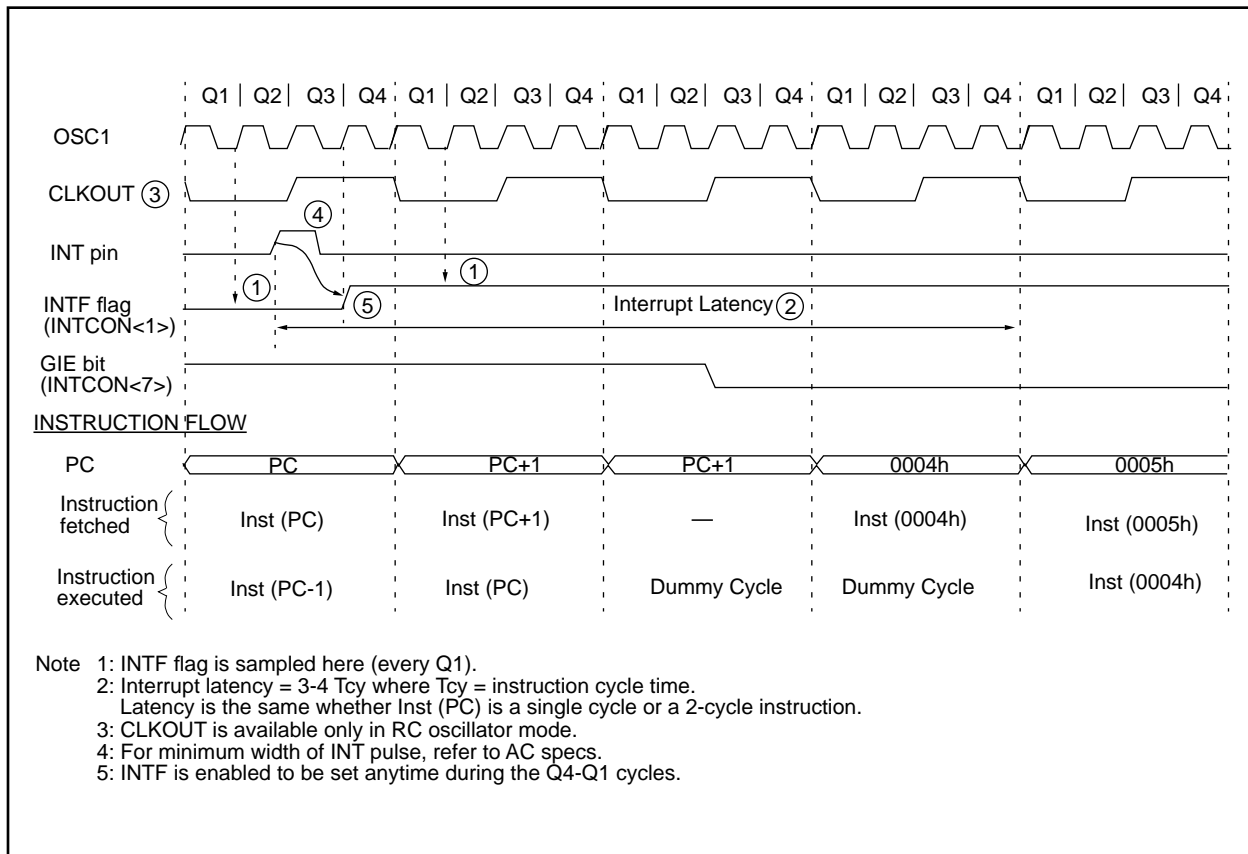 Q1 | Q2 | Q3 | Q4 Q1 | Q2 | Q3 | Q4 Q1 | Q2 | Q3 | Q4 Q1 | Q2 | Q3 | Q4 Q1 | Q2 | Q3 | Q4
OSC1
CLKOUT ③
④
INT pin
① ①
INTF flag
(INTCON<1>)
⑤ Interrupt Latency ②
GIE bit
(INTCON<7>)
INSTRUCTION FLOW
PC PC PC+1 PC+1 0004h 0005h
Instruction
fetched
Inst (PC) Inst (PC+1) — Inst (0004h) Inst (0005h)
Instruction
executed
Inst (PC-1) Inst (PC) Dummy Cycle Dummy Cycle Inst (0004h)
Note 1: INTF flag is sampled here (every Q1).
2: Interrupt latency = 3-4 Tcy where Tcy = instruction cycle time.
Latency is the same whether Inst (PC) is a single cycle or a 2-cycle instruction.
3: CLKOUT is available only in RC oscillator mode.
4: For minimum width of INT pulse, refer to AC specs.
5: INTF is enabled to be set anytime during the Q4-Q1 cycles.